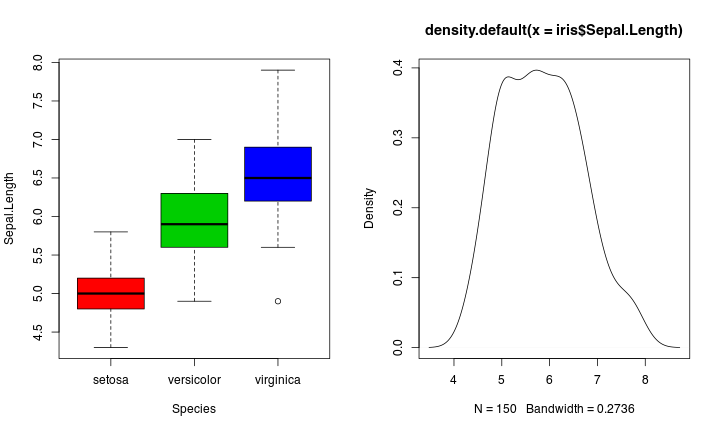 8.0
7.5
7.0
6.5
6.0
5.5
5.0
4.5
Sepal.Length
setosa versicolor virginica
Species
density.default(x = iris$Sepal.Length)
0.4
0.3
0.2
0.1
0.0
Density
4 5 6 7 8
N = 150 Bandwidth = 0.2736